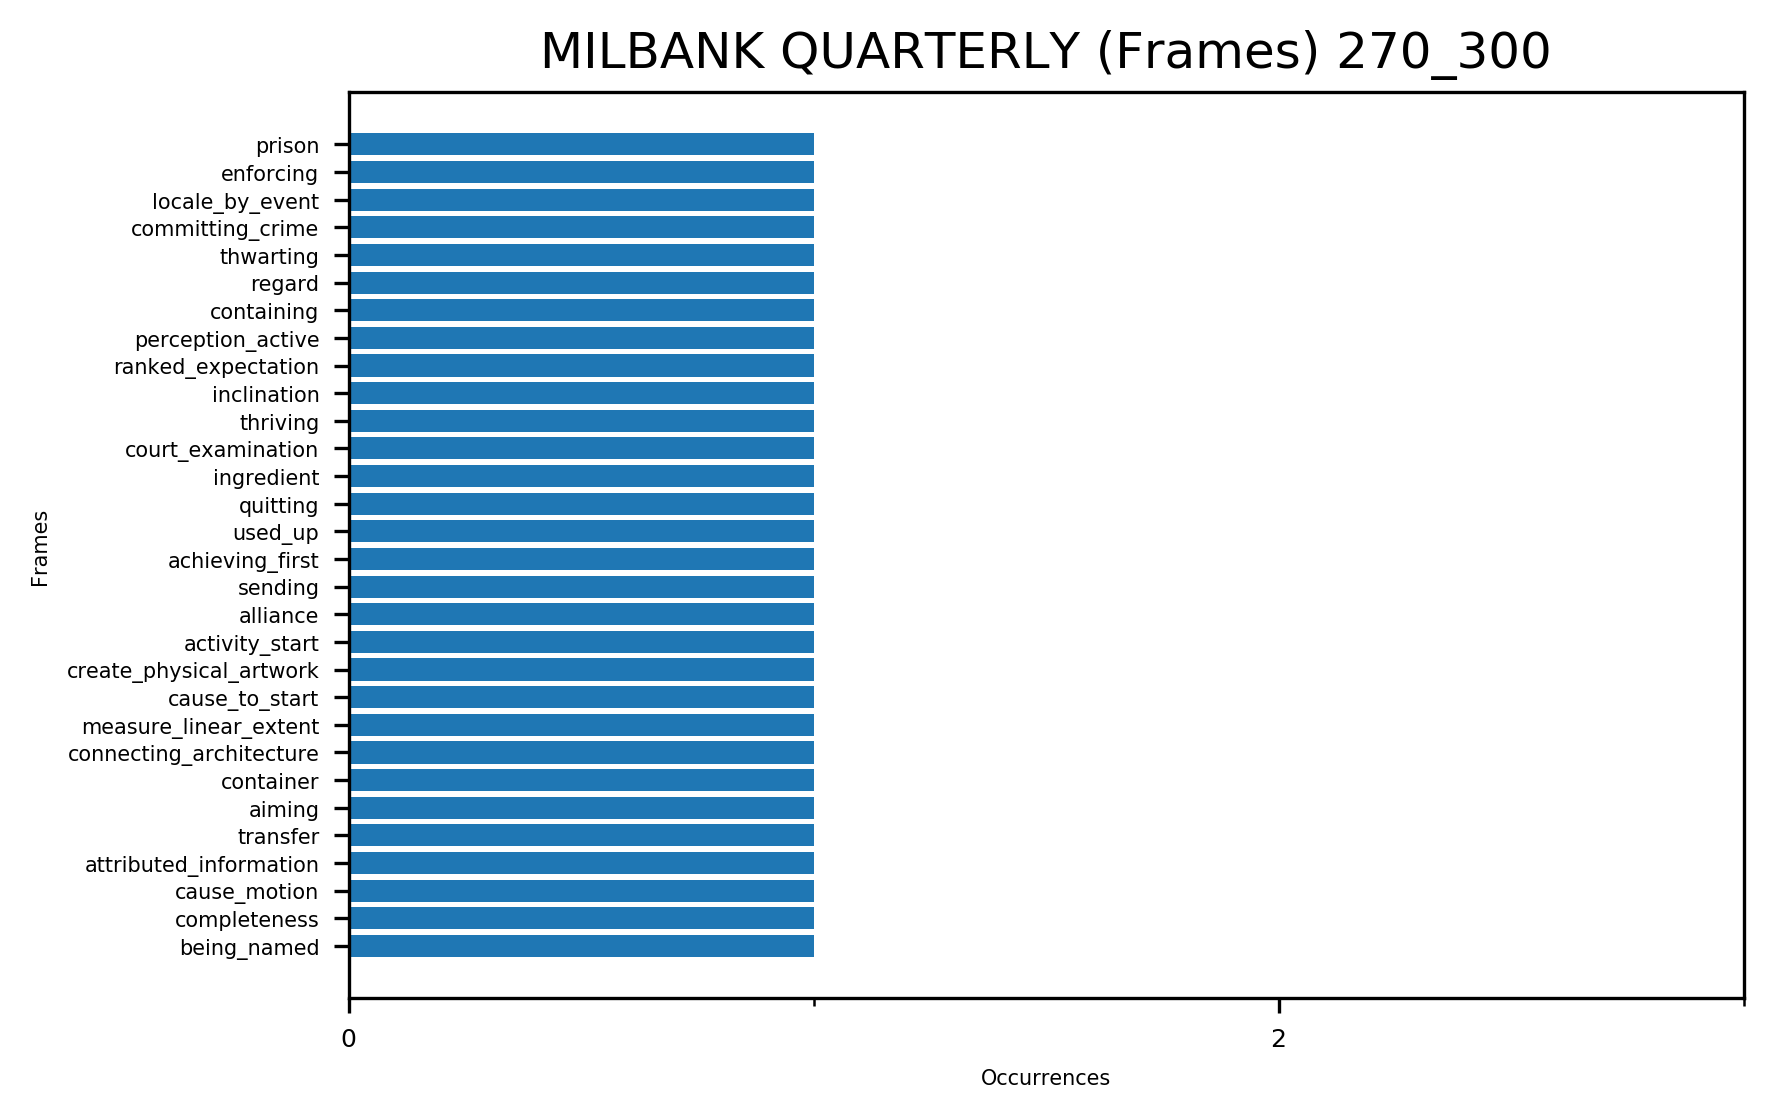 MILBANK QUARTERLY (Frames) 270_300
prison
enforcing
locale_by_event
committing_crime
thwarting
regard
containing
perception_active
ranked_expectation
inclination
thriving
court_examination
ingredient
quitting
used_up
achieving_first
sending
alliance
activity_start
create_physical_artwork
cause_to_start
measure_linear_extent
connecting_architecture
container
aiming
transfer
attributed_information
cause_motion
completeness
being_named
Frames
0 2
Occurrences